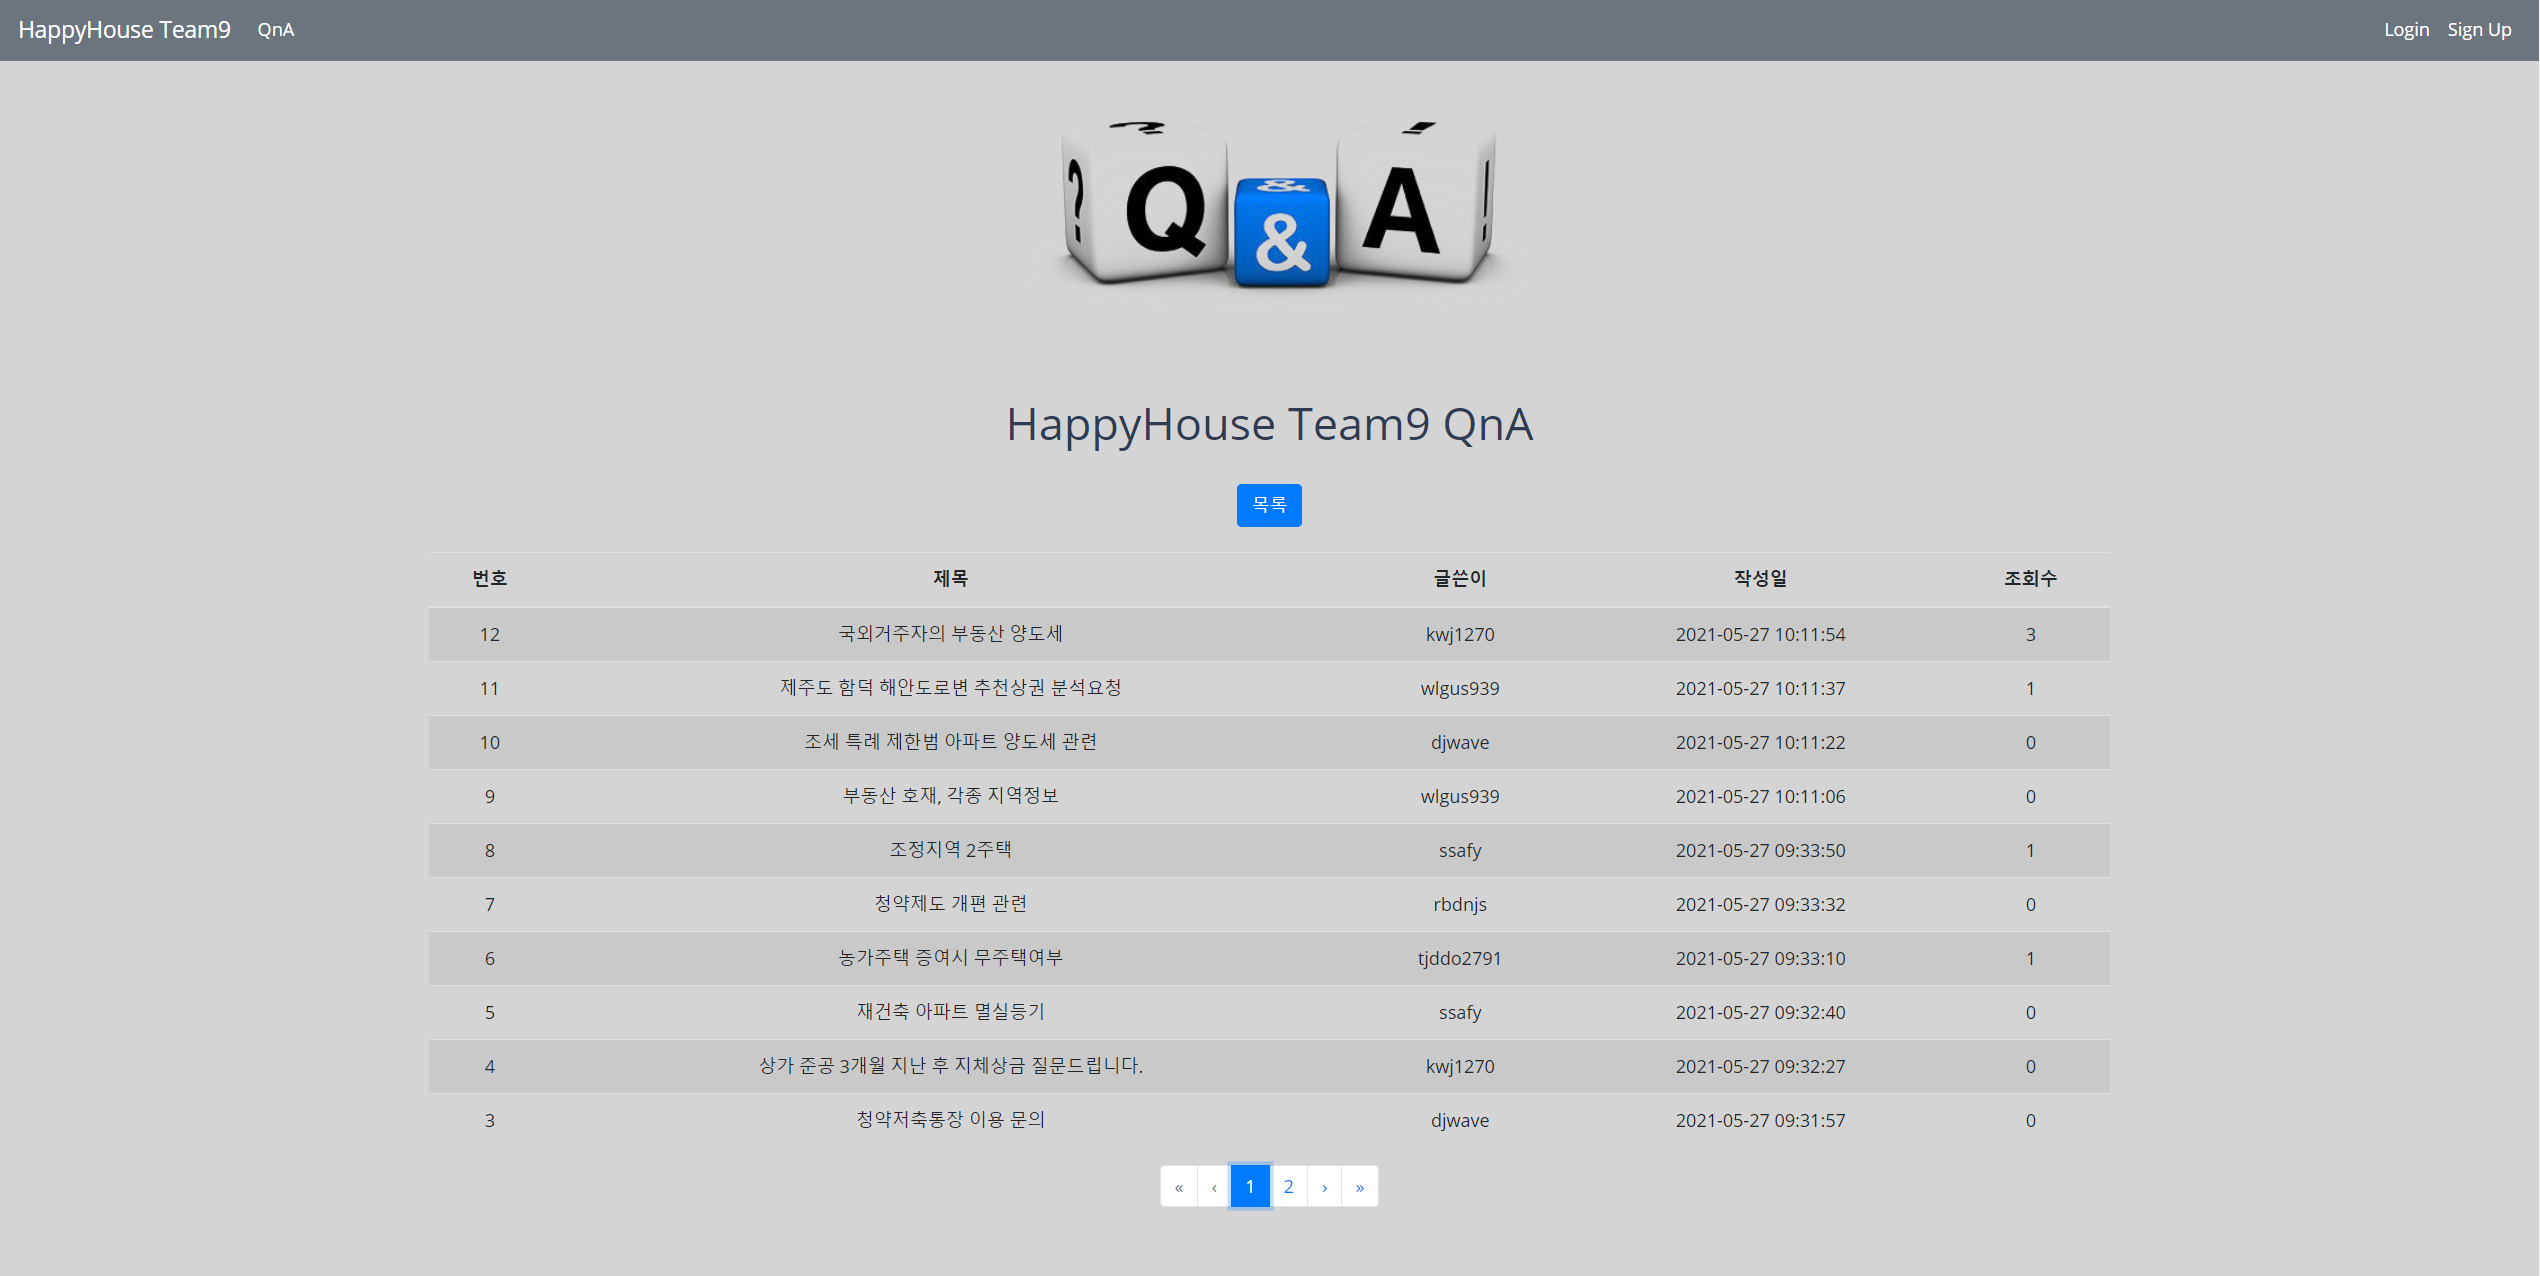 HappyHouse Team9 QnA Login Sign Up
? ? Q & & A ! !
HappyHouse Team9 QnA
목록
번호 제목 글쓴이 작성일 조회수
12 국외거주자의 부동산 양도세 kwj1270 2021-05-27 10:11:54 3
11 제주도 함덕 해안도로변 추천상권 분석요청 wlgus939 2021-05-27 10:11:37 1
10 조세 특례 제한범 아파트 양도세 관련 djwave 2021-05-27 10:11:22 0
9 부동산 호재, 각종 지역정보 wlgus939 2021-05-27 10:11:06 0
8 조정지역 2주택 ssafy 2021-05-27 09:33:50 1
7 청약제도 개편 관련 rbdnjs 2021-05-27 09:33:32 0
6 농가주택 증여시 무주택여부 tjddo2791 2021-05-27 09:33:10 1
5 재건축 아파트 멸실등기 ssafy 2021-05-27 09:32:40 0
4 상가 준공 3개월 지난 후 지체상금 질문드립니다. kwj1270 2021-05-27 09:32:27 0
3 청약저축통장 이용 문의 djwave 2021-05-27 09:31:57 0
« ‹ 1 2 › »